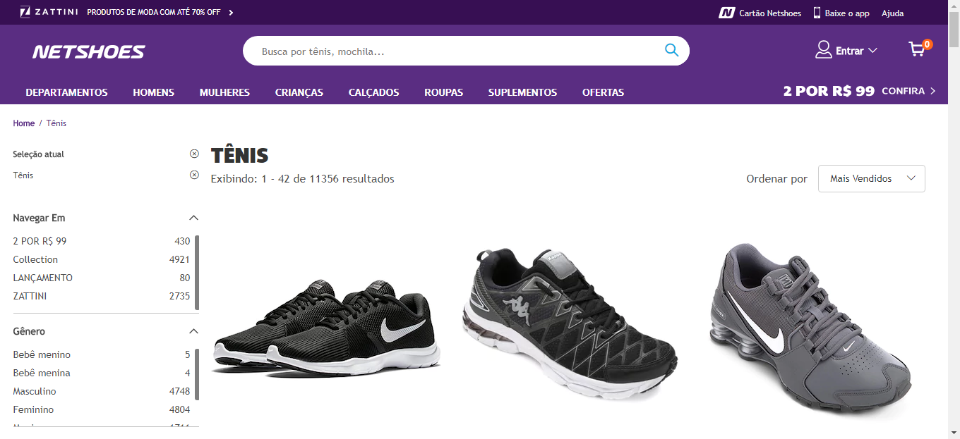 ZATTINI PRODUTOS DE MODA COM ATÉ 70% OFF
Cartão Netshoes Baixe o app Ajuda
NETSHOES
Busca por tênis, mochila...
Entrar
0
DEPARTAMENTOS HOMENS MULHERES CRIANÇAS CALÇADOS ROUPAS SUPLEMENTOS OFERTAS
2 POR R$ 99 CONFIRA
Home / Tênis
Seleção atual
Tênis
TÊNIS
Exibindo: 1 - 42 de 11356 resultados
Ordenar por Mais Vendidos
Navegar Em
2 POR R$ 99 430
Collection 4921
LANÇAMENTO 80
ZATTINI 2735
Gênero
Bebê menino 5
Bebê menina 4
Masculino 4748
Feminino 4804